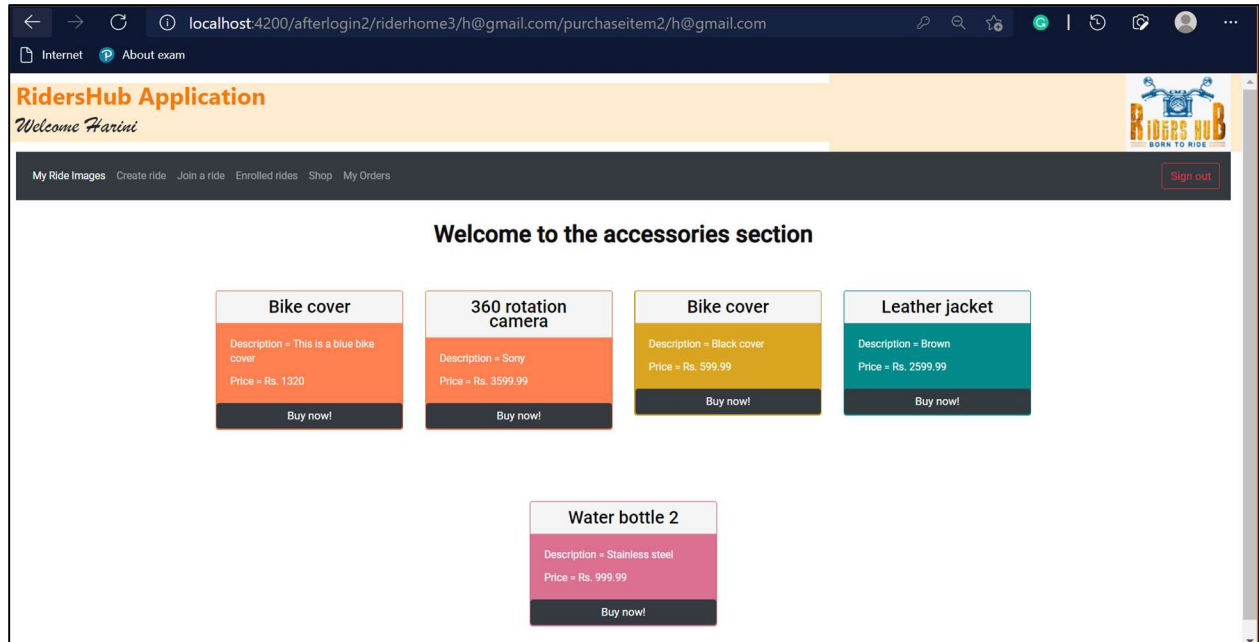 localhost:4200/afterlogin2/riderhome3/h@gmail.com/purchaseitem2/h@gmail.com
Internet About exam
RidersHub Application
Welcome Harini
RIDERS HUB
BORN TO RIDE
My Ride Images Create ride Join a ride Enrolled rides Shop My Orders Sign out
Welcome to the accessories section
Bike cover
Description = This is a blue bike
cover
Price = Rs. 1320
Buy now!
360 rotation
camera
Description = Sony
Price = Rs. 3599.99
Buy now!
Bike cover
Description = Black cover
Price = Rs. 599.99
Buy now!
Leather jacket
Description = Brown
Price = Rs. 2599.99
Buy now!
Water bottle 2
Description = Stainless steel
Price = Rs. 999.99
Buy now!